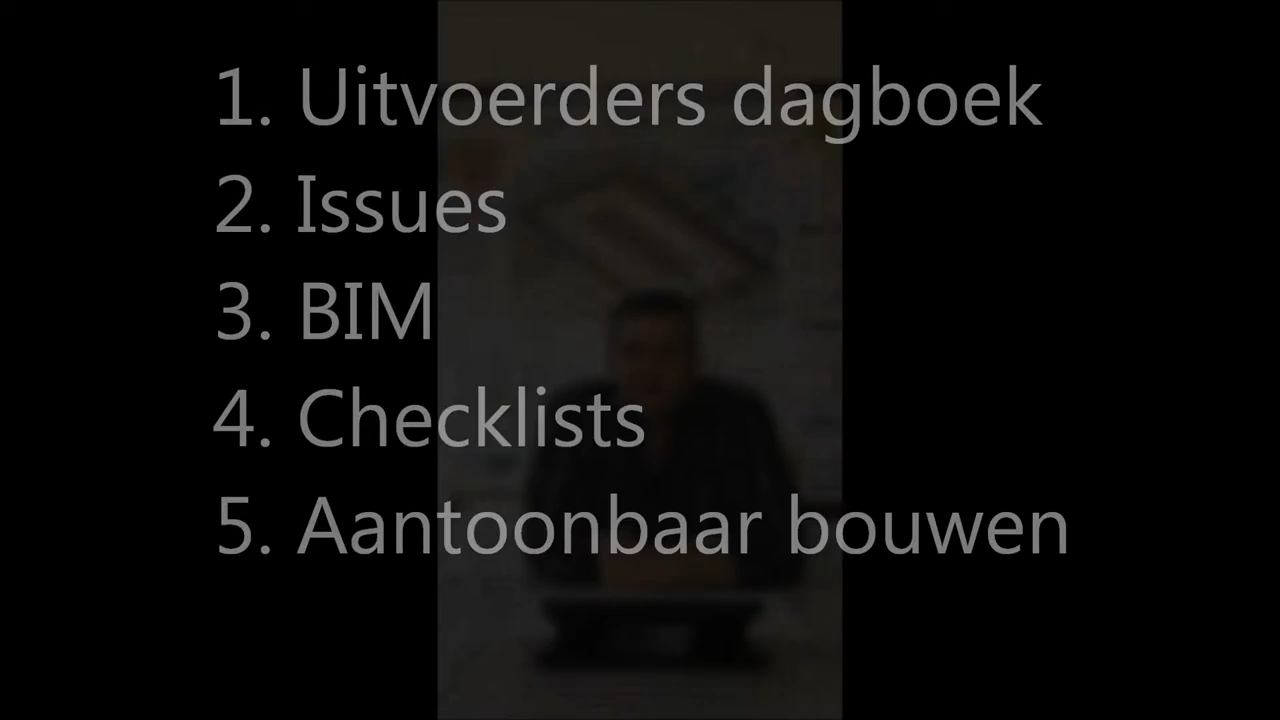 1. Uitvoerders dagboek
2. Issues
3. BIM
4. Checklists
5. Aantoonbaar bouwen